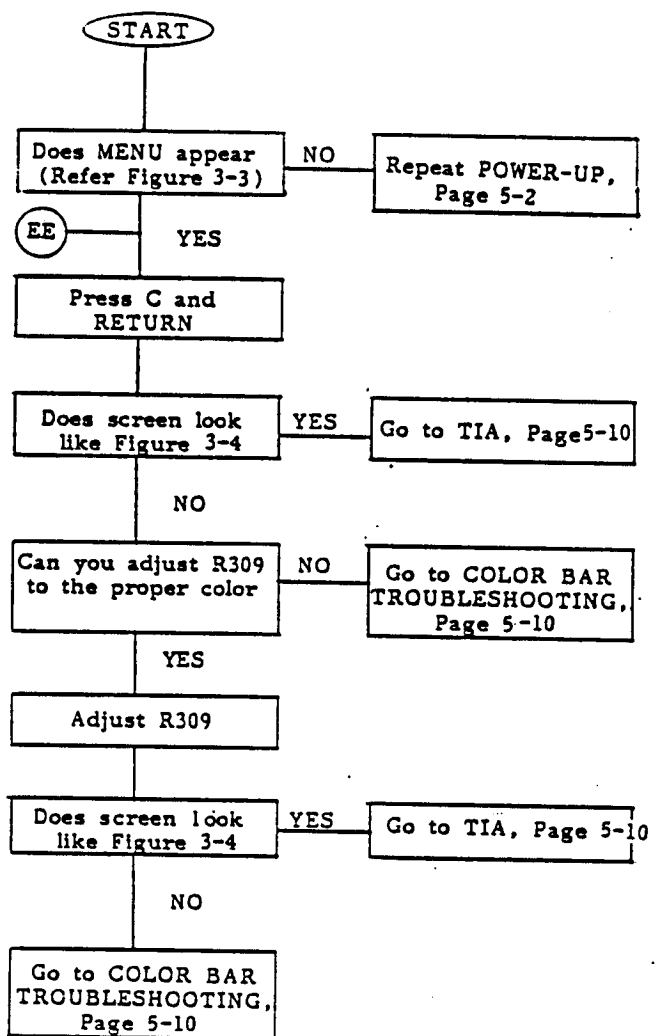 START
Does MENU appear
(Refer Figure 3-3)
NO
Repeat POWER-UP,
Page 5-2
EE
YES
Press C and
RETURN
Does screen look
like Figure 3-4
YES
Go to TIA, Page5-10
NO
Can you adjust R309
to the proper color
NO
Go to COLOR BAR
TROUBLESHOOTING,
Page 5-10
YES
Adjust R309
Does screen look
like Figure 3-4
YES
Go to TIA, Page 5-10
NO
Go to COLOR BAR
TROUBLESHOOTING,
Page 5-10